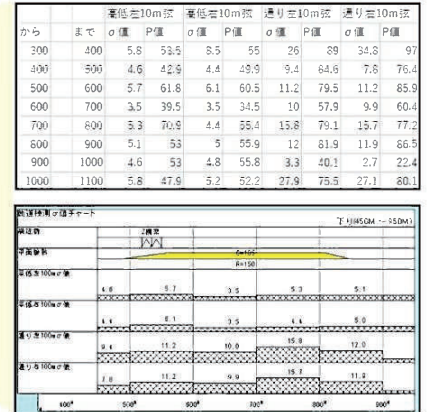 高低左10m弦 高低右10m弦 通り左10m弦 通り右10m弦
から まで σ値 P値 σ値 P値 σ値 P値 σ値 P値
300 400 5.8 53.5 8.5 55 26 89 34.8 97
400 500 4.6 42.9 4.4 49.9 9.4 64.6 7.8 76.4
500 600 5.7 61.8 6.1 60.5 11.2 79.5 11.2 85.9
600 700 3.5 39.5 3.5 34.5 10 57.9 9.9 60.4
700 800 5.3 70.9 4.4 55.4 15.8 79.1 15.7 77.2
800 900 5.1 53 5 55.9 12 81.9 11.9 86.5
900 1000 4.6 53 4.8 55.8 3.3 40.1 2.7 22.4
1000 1100 5.8 47.9 5.2 52.2 27.9 75.5 27.1 80.1
軌道検測σ値チャート
下り(450M ～ 950M)
構造物
平面線形
高低左100mσ値
4.6 5.7 3.5 5.3 5.1
高低右100mσ値
4.4 6.1 3.5 4.4 5.0
通り左100mσ値
9.4 11.2 10.0 15.8 12.0
通り右100mσ値
7.8 11.2 9.9 15.7 11.9
400m 500m 600m 700m 800m 900m